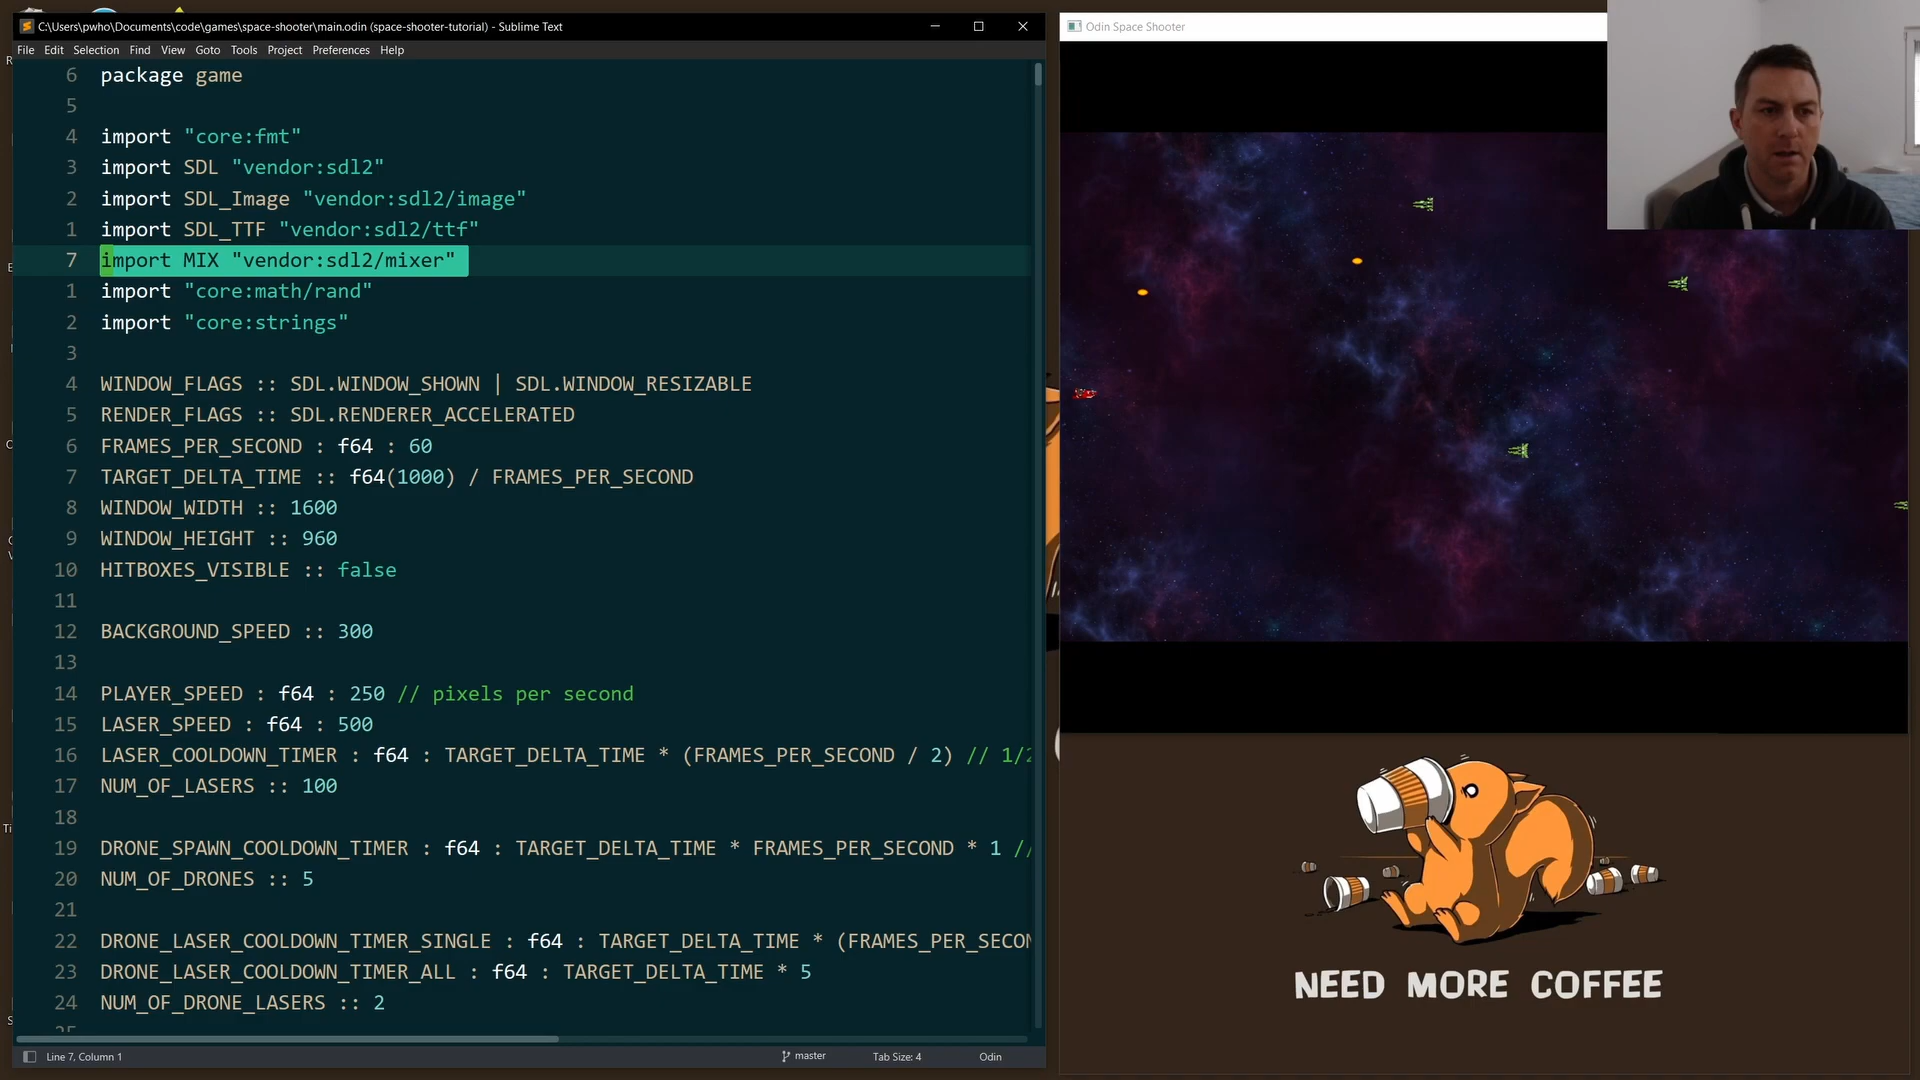 C:\Users\pwho\Documents\code\games\space-shooter\main.odin (space-shooter-tutorial) - Sublime Text
File Edit Selection Find View Goto Tools Project Preferences Help
6 package game
5
4 import "core:fmt"
3 import SDL "vendor:sdl2"
2 import SDL_Image "vendor:sdl2/image"
1 import SDL_TTF "vendor:sdl2/ttf"
7 import MIX "vendor:sdl2/mixer"
1 import "core:math/rand"
2 import "core:strings"
3
4 WINDOW_FLAGS :: SDL.WINDOW_SHOWN | SDL.WINDOW_RESIZABLE
5 RENDER_FLAGS :: SDL.RENDERER_ACCELERATED
6 FRAMES_PER_SECOND : f64 : 60
7 TARGET_DELTA_TIME :: f64(1000) / FRAMES_PER_SECOND
8 WINDOW_WIDTH :: 1600
9 WINDOW_HEIGHT :: 960
10 HITBOXES_VISIBLE :: false
11
12 BACKGROUND_SPEED :: 300
13
14 PLAYER_SPEED : f64 : 250 // pixels per second
15 LASER_SPEED : f64 : 500
16 LASER_COOLDOWN_TIMER : f64 : TARGET_DELTA_TIME * (FRAMES_PER_SECOND / 2) // 1/2
17 NUM_OF_LASERS :: 100
18
19 DRONE_SPAWN_COOLDOWN_TIMER : f64 : TARGET_DELTA_TIME * FRAMES_PER_SECOND * 1 //
20 NUM_OF_DRONES :: 5
21
22 DRONE_LASER_COOLDOWN_TIMER_SINGLE : f64 : TARGET_DELTA_TIME * (FRAMES_PER_SECON
23 DRONE_LASER_COOLDOWN_TIMER_ALL : f64 : TARGET_DELTA_TIME * 5
24 NUM_OF_DRONE_LASERS :: 2
Line 7, Column 1
master
Tab Size: 4
Odin
Odin Space Shooter
NEED MORE COFFEE